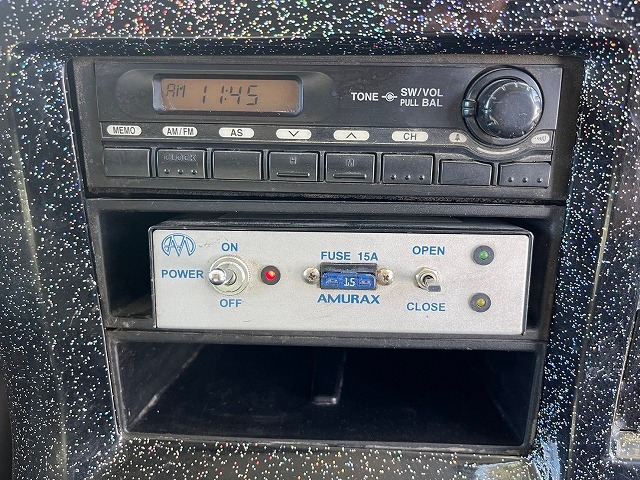 AM 11:45
TONE SW/VOL
PULL BAL
MEMO AM/FM AS CH
CLOCK H M
ON
POWER
OFF
FUSE 15A
15
AMURAX
OPEN
CLOSE